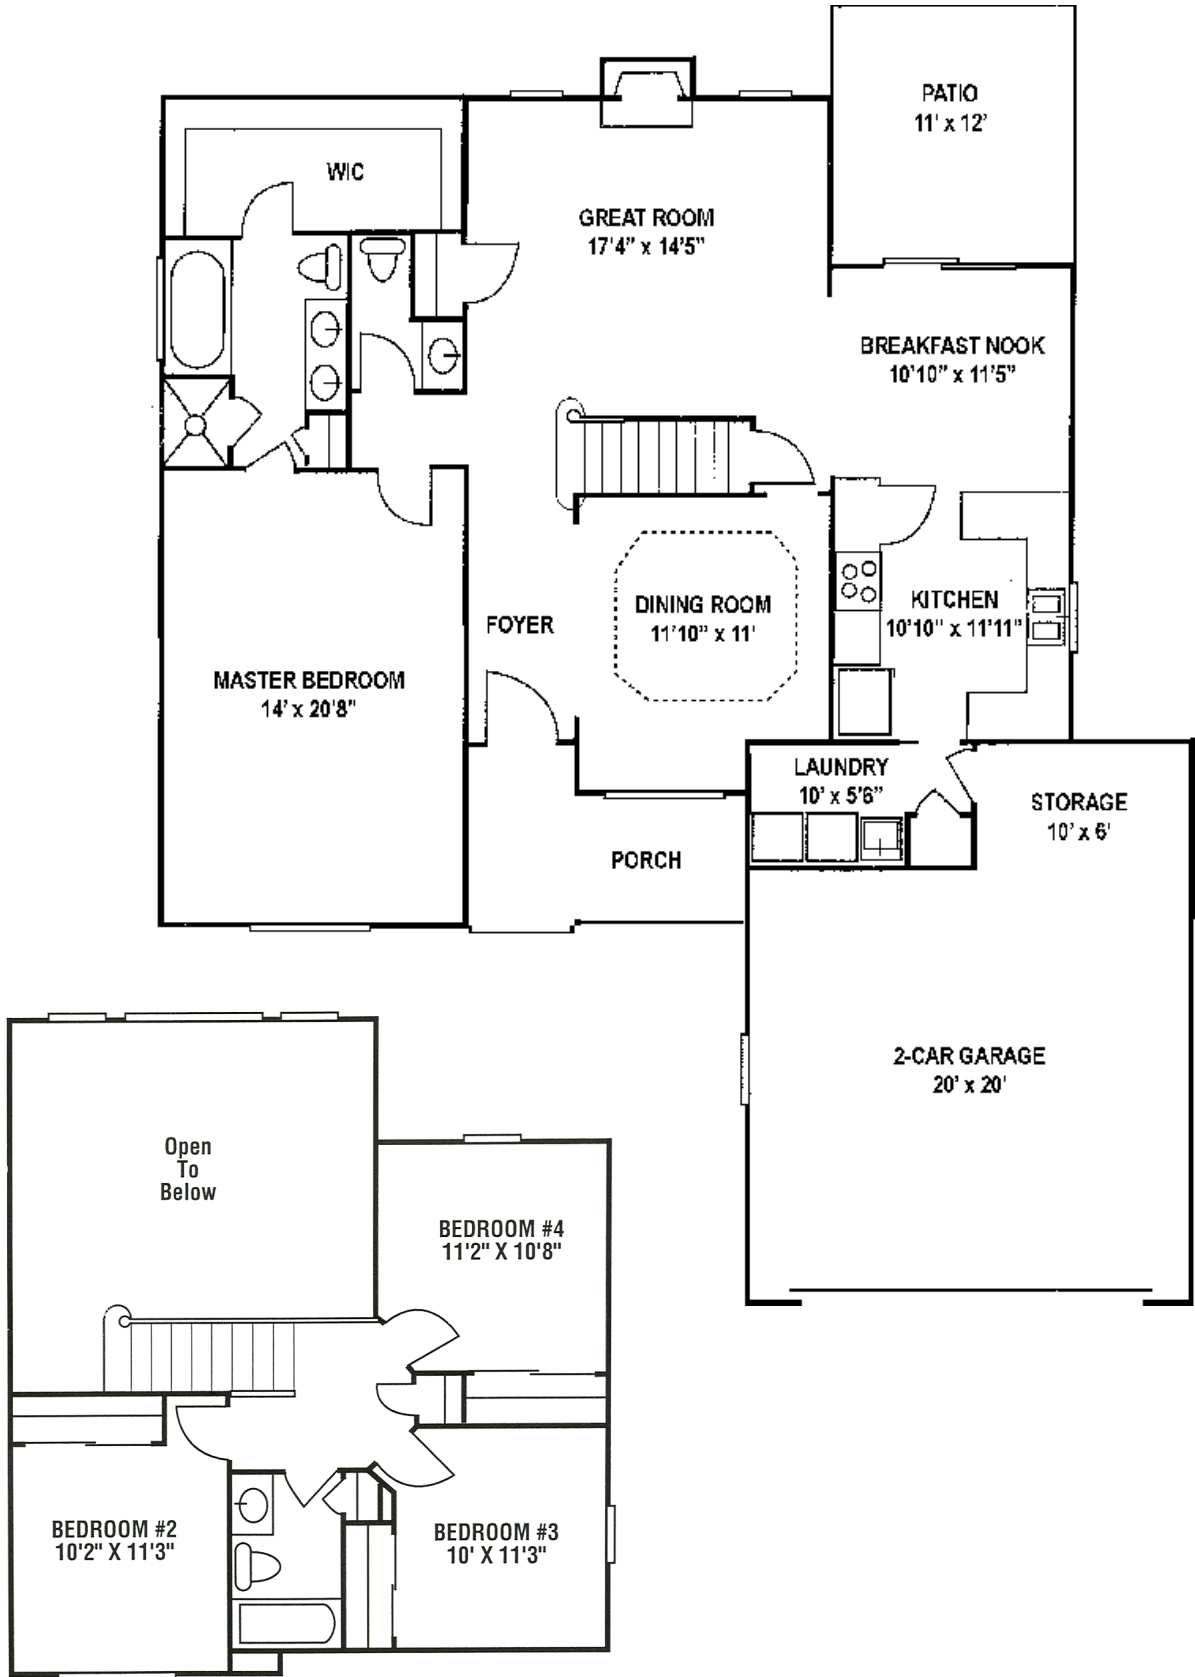 PATIO
11' x 12'
WIC
GREAT ROOM
17'4" x 14'5"
BREAKFAST NOOK
10'10" x 11'5"
DINING ROOM
11'10" x 11'
KITCHEN
10'10" x 11'11"
FOYER
MASTER BEDROOM
14' x 20'8"
LAUNDRY
10' x 5'6"
STORAGE
10' x 6'
PORCH
2-CAR GARAGE
20' x 20'
Open
To
Below
BEDROOM #4
11'2" X 10'8"
BEDROOM #2
10'2" X 11'3"
BEDROOM #3
10' X 11'3"